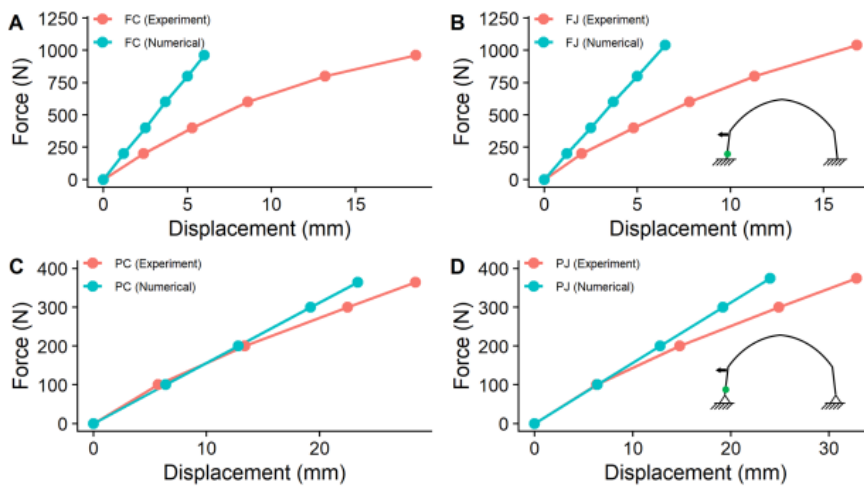 A
FC (Experiment)
FC (Numerical)
1250
1000
750
500
250
0
Force (N)
0 5 10 15
Displacement (mm)
B
FJ (Experiment)
FJ (Numerical)
1250
1000
750
500
250
0
Force (N)
0 5 10 15
Displacement (mm)
C
PC (Experiment)
PC (Numerical)
400
300
200
100
0
Force (N)
0 10 20
Displacement (mm)
D
PJ (Experiment)
PJ (Numerical)
400
300
200
100
0
Force (N)
0 10 20 30
Displacement (mm)